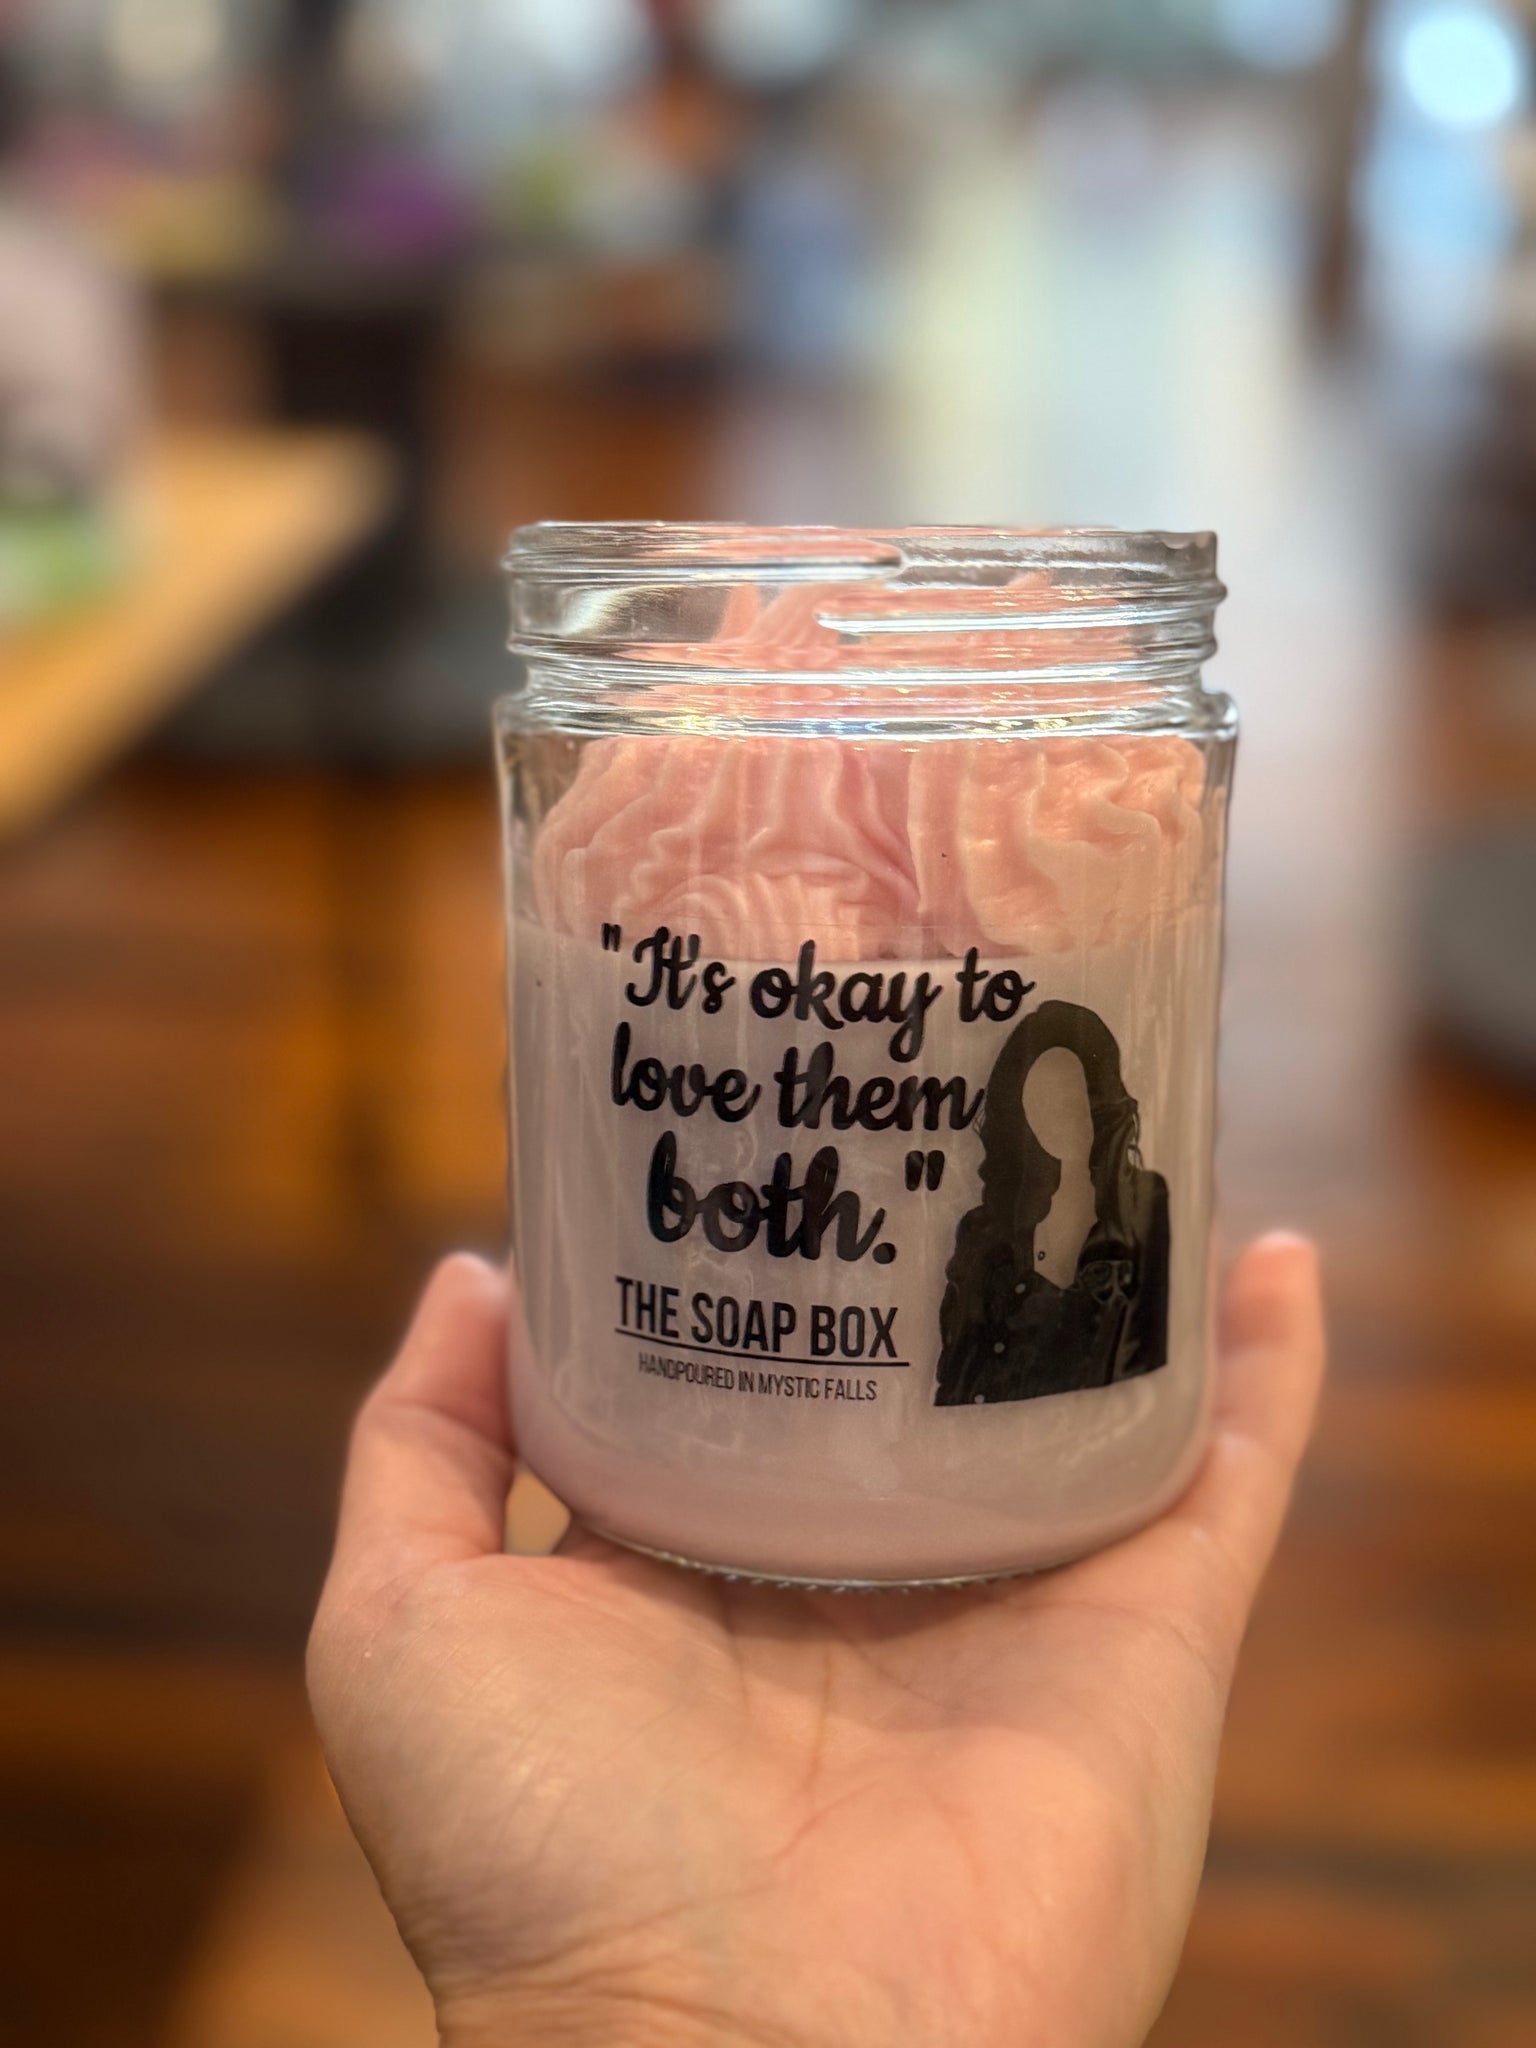 "It's okay to
love them
both."
THE SOAP BOX
HANDPOURED IN MYSTIC FALLS